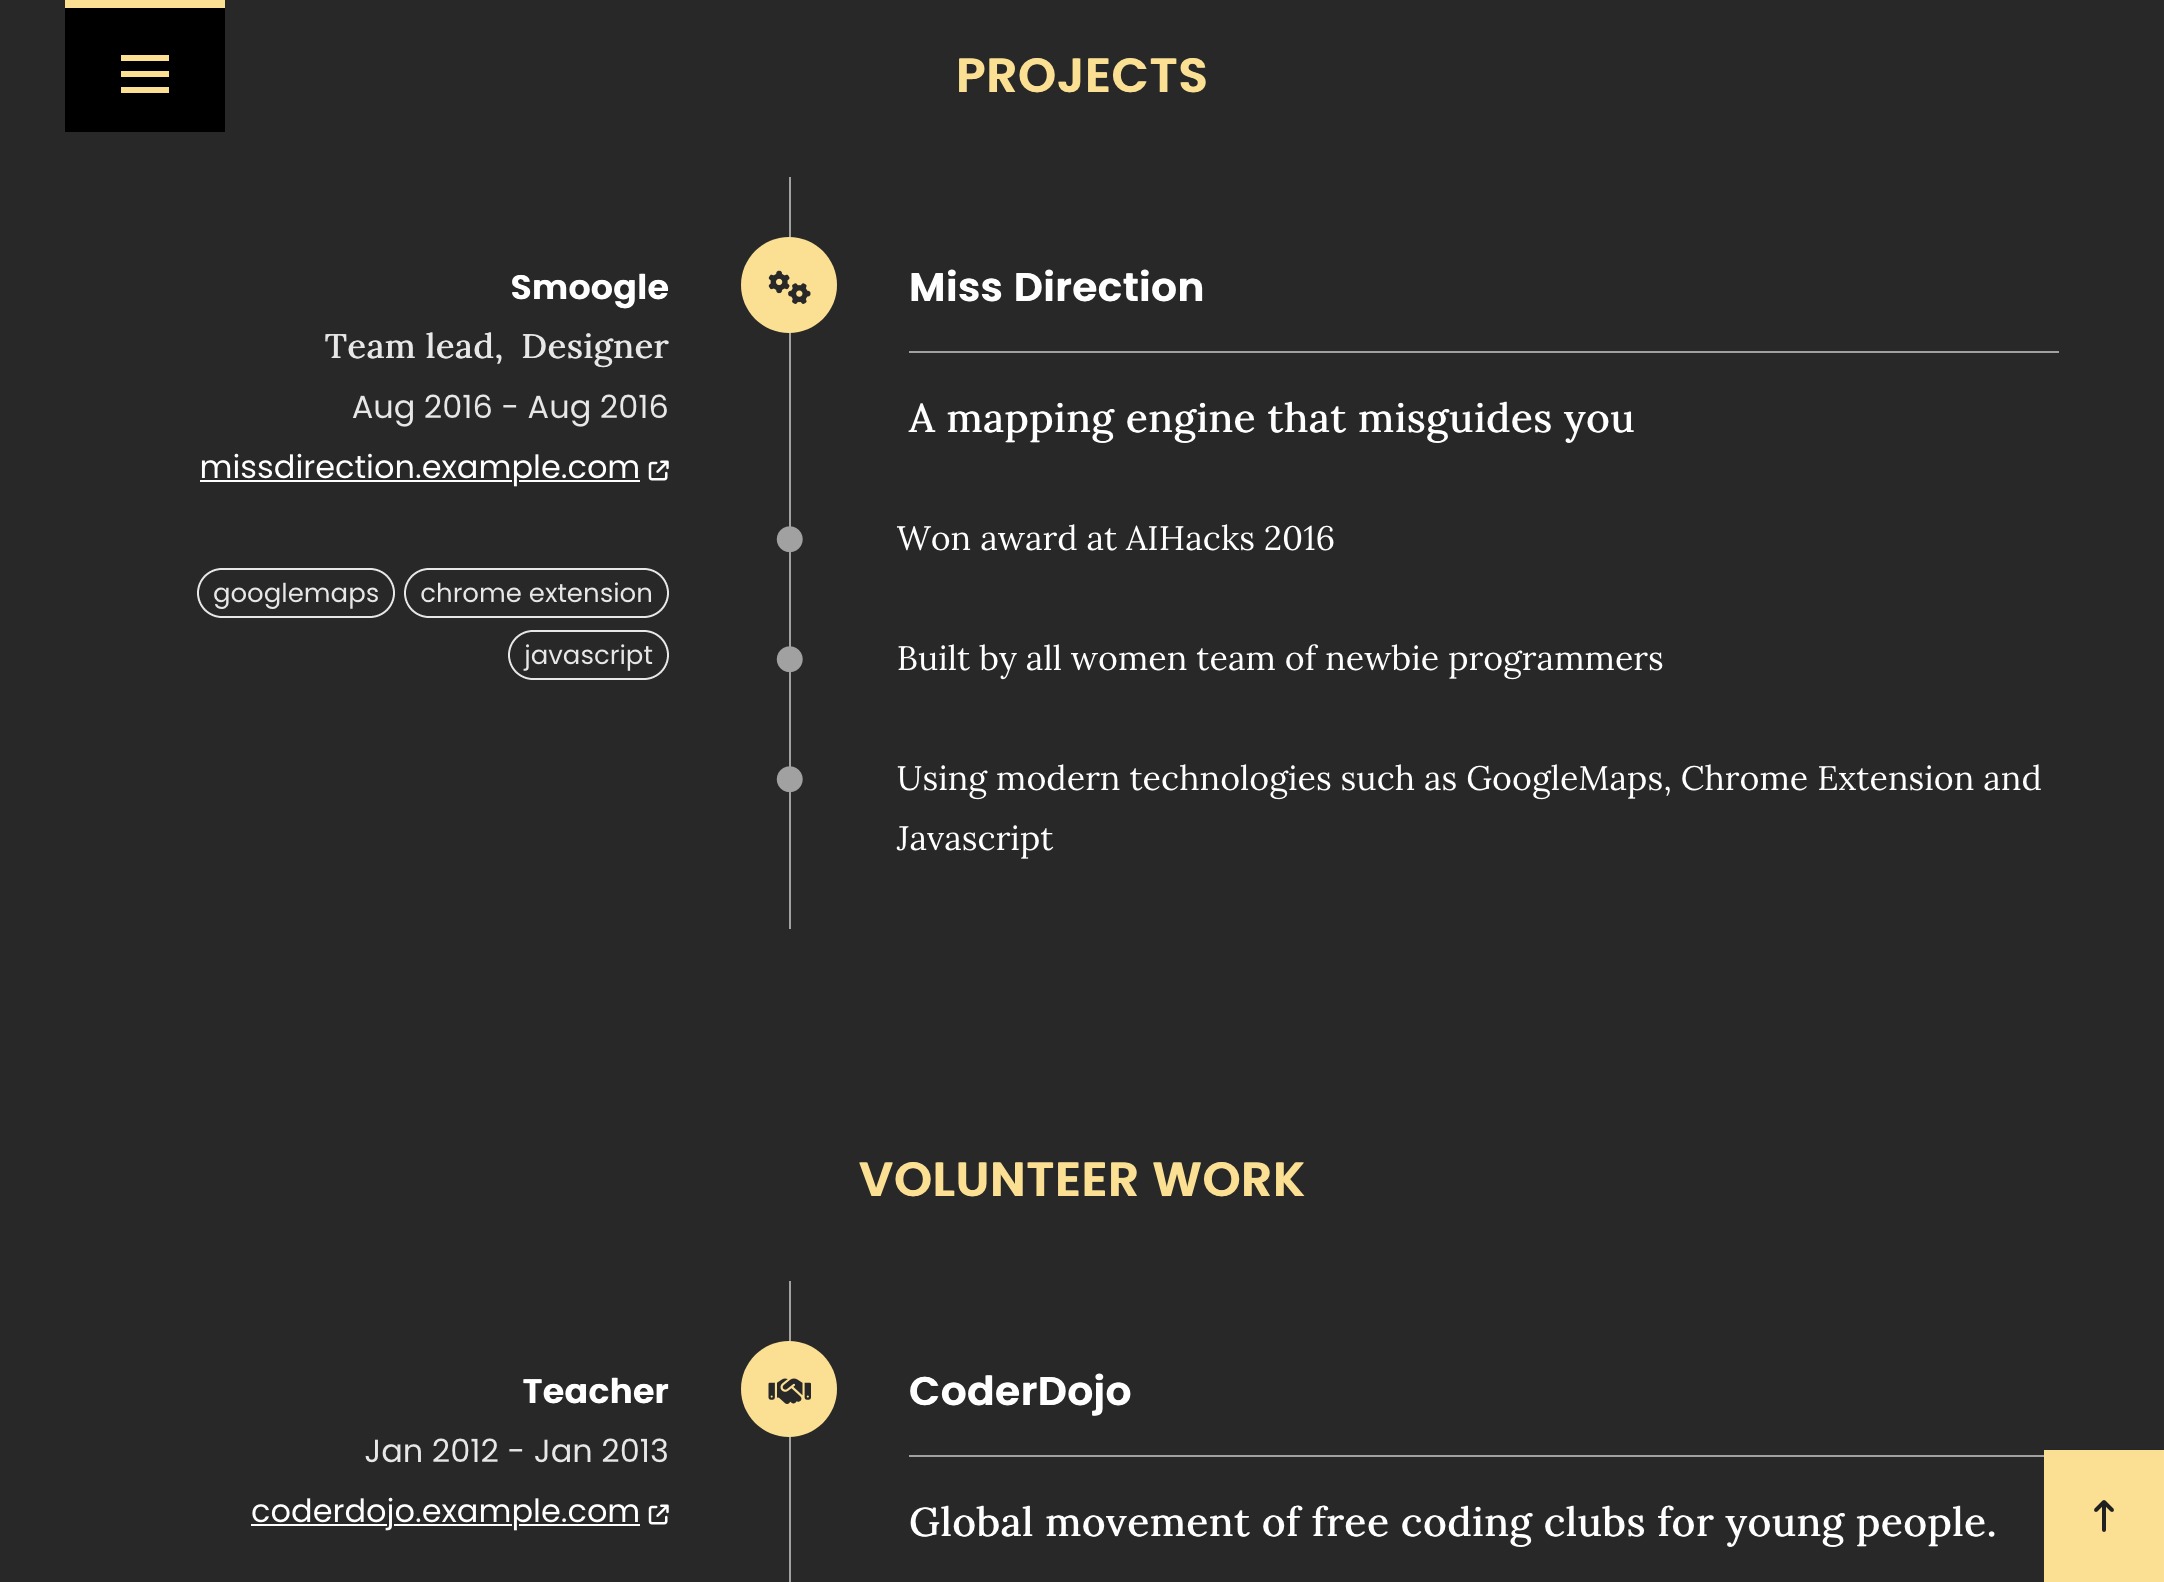 PROJECTS
Smoogle
Team lead, Designer
Aug 2016 - Aug 2016
missdirection.example.com
googlemaps chrome extension
javascript
Miss Direction
A mapping engine that misguides you
Won award at AIHacks 2016
Built by all women team of newbie programmers
Using modern technologies such as GoogleMaps, Chrome Extension and
Javascript
VOLUNTEER WORK
Teacher
Jan 2012 - Jan 2013
coderdojo.example.com
CoderDojo
Global movement of free coding clubs for young people.